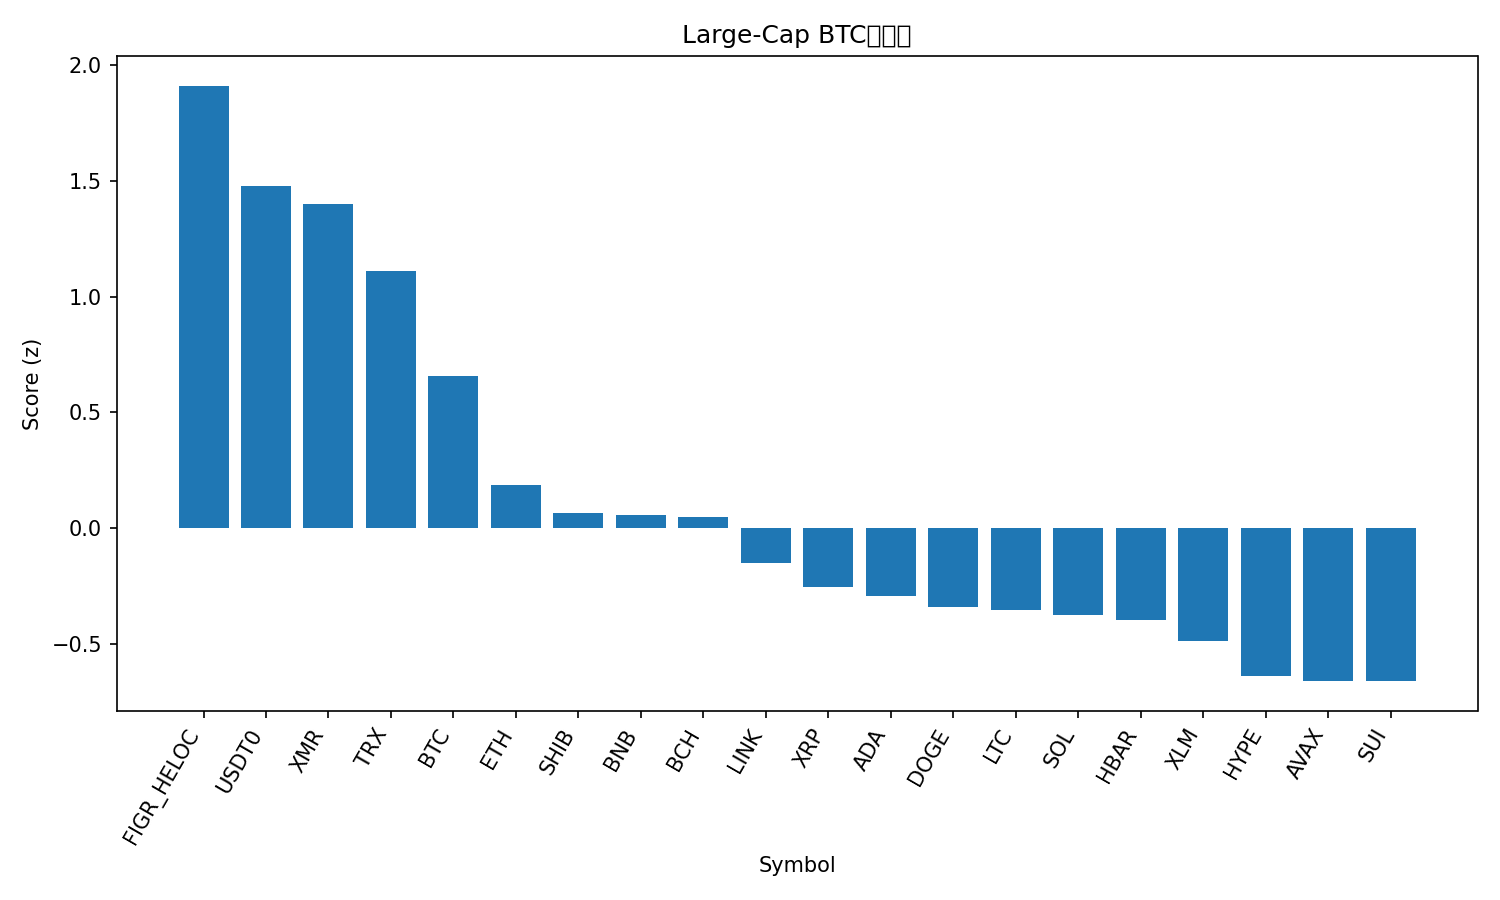 Large-Cap BTC
2.0
1.5
1.0
0.5
0.0
−0.5
Score (z)
FIGR_HELOC
USDT0
XMR
TRX
BTC
ETH
SHIB
BNB
BCH
LINK
XRP
ADA
DOGE
LTC
SOL
HBAR
XLM
HYPE
AVAX
SUI
Symbol